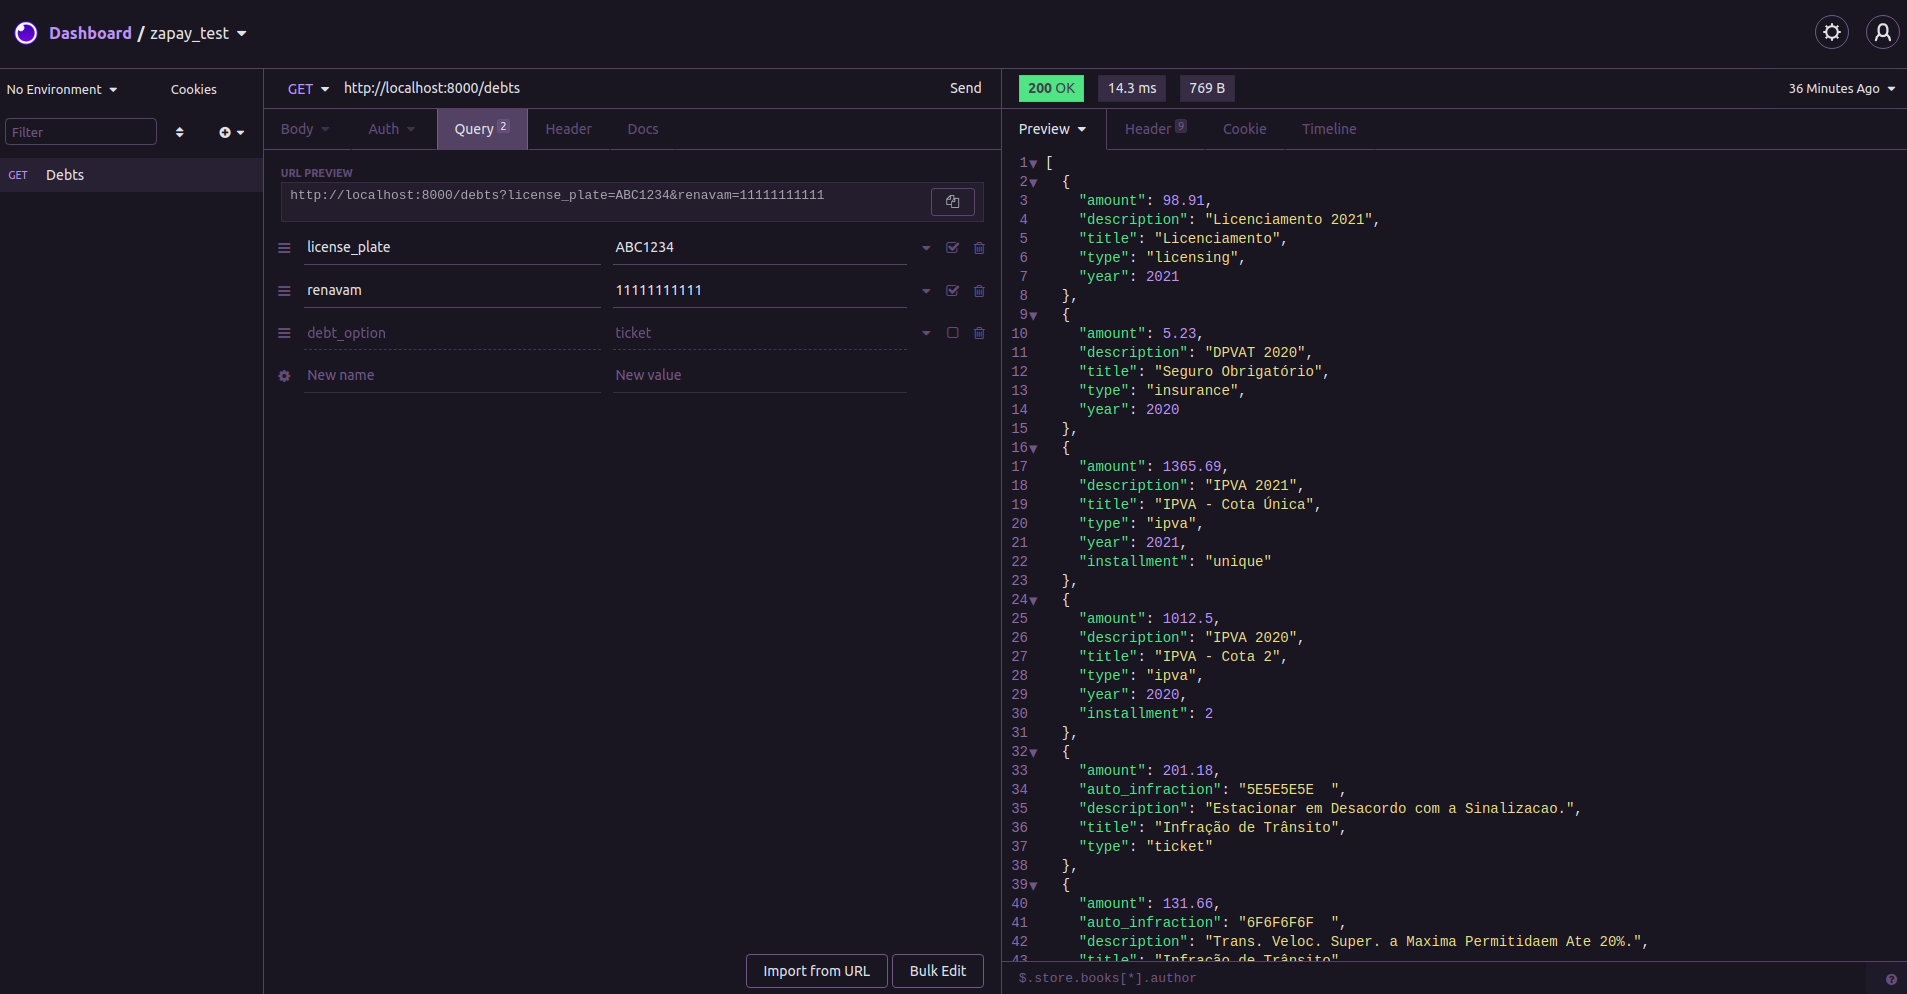 Dashboard / zapay_test
No Environment
Cookies
Filter
GET Debts
GET http://localhost:8000/debts Send
Body Auth Query 2 Header Docs
URL PREVIEW
http://localhost:8000/debts?license_plate=ABC1234&renavam=11111111111
license_plate ABC1234
renavam 11111111111
debt_option ticket
New name New value
Import from URL Bulk Edit
200 OK 14.3 ms 769 B 36 Minutes Ago
Preview Header 9 Cookie Timeline
1 [
2 {
3 "amount": 98.91,
4 "description": "Licenciamento 2021",
5 "title": "Licenciamento",
6 "type": "licensing",
7 "year": 2021
8 },
9 {
10 "amount": 5.23,
11 "description": "DPVAT 2020",
12 "title": "Seguro Obrigatório",
13 "type": "insurance",
14 "year": 2020
15 },
16 {
17 "amount": 1365.69,
18 "description": "IPVA 2021",
19 "title": "IPVA - Cota Única",
20 "type": "ipva",
21 "year": 2021,
22 "installment": "unique"
23 },
24 {
25 "amount": 1012.5,
26 "description": "IPVA 2020",
27 "title": "IPVA - Cota 2",
28 "type": "ipva",
29 "year": 2020,
30 "installment": 2
31 },
32 {
33 "amount": 201.18,
34 "auto_infraction": "5E5E5E5E  ",
35 "description": "Estacionar em Desacordo com a Sinalizacao.",
36 "title": "Infração de Trânsito",
37 "type": "ticket"
38 },
39 {
40 "amount": 131.66,
41 "auto_infraction": "6F6F6F6F  ",
42 "description": "Trans. Veloc. Super. a Maxima Permitidaem Ate 20%.",
43 "title": "Infração de Trânsito"
$.store.books[*].author